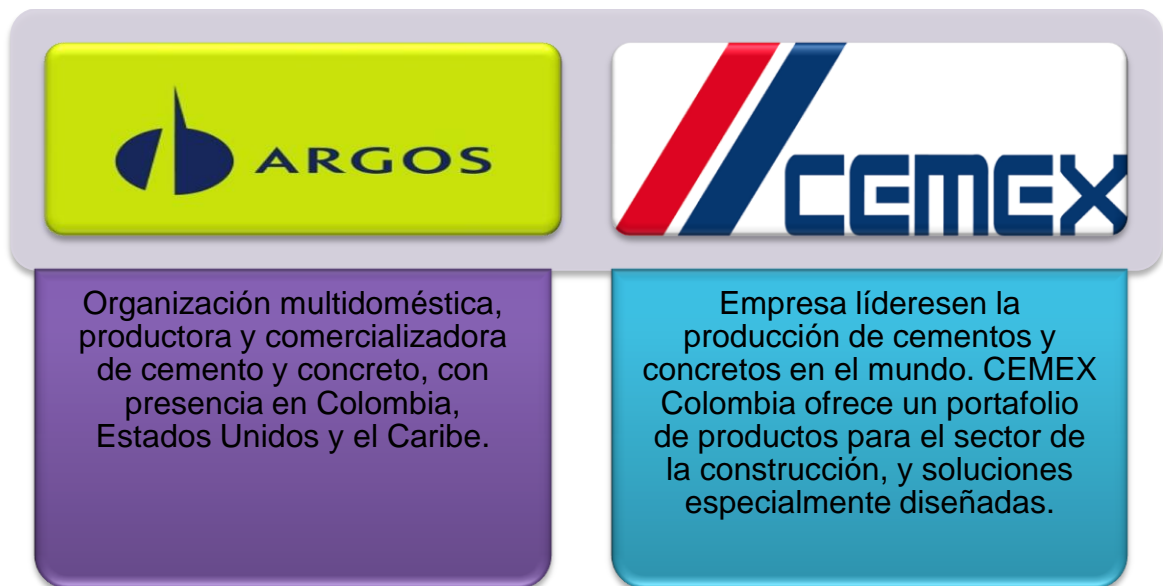 ARGOS
CEMEX
Organización multidoméstica,
productora y comercializadora
de cemento y concreto, con
presencia en Colombia,
Estados Unidos y el Caribe.
Empresa lídereseen la
producción de cementos y
concretos en el mundo. CEMEX
Colombia ofrece un portafolio
de productos para el sector de
la construcción, y soluciones
especialmente diseñadas.